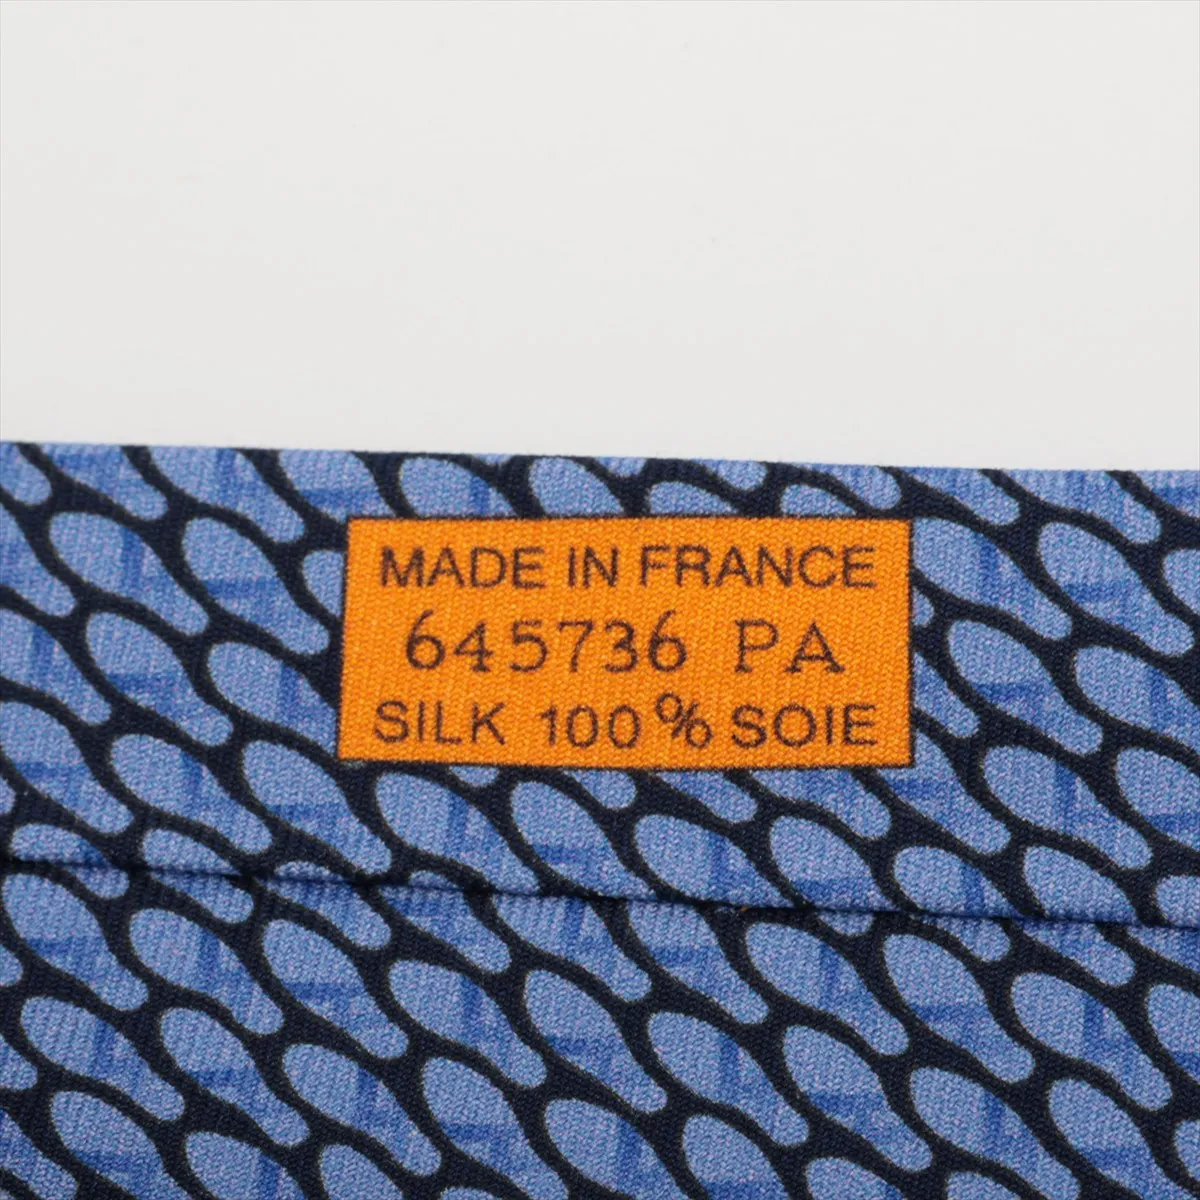 MADE IN FRANCE
645736 PA
SILK 100% SOIE